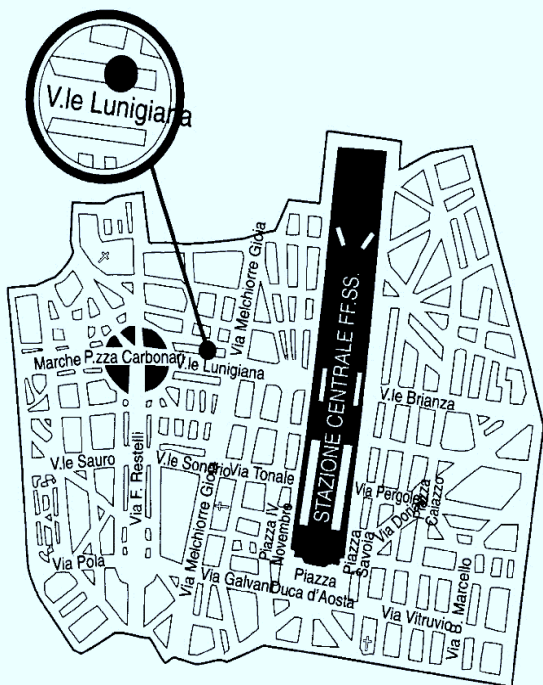 V.le Lunigiana
Via Melchiorre Gioia
STAZIONE CENTRALE FF.SS.
Marche
P.zza Carbonari
V.le Lunigiana
V.le Brianza
V.le Sauro
Via F. Restelli
V.le Sondrio
Via Tonale
Via Melchiorre Gioia
Piazza IV
Novembre
Via Pergolesi
Via Doria
Piazza
Caiazzo
Via Pola
Via Galvani
Piazza
Duca d'Aosta
Piazza
Savoia
Via Vitruvio
Via B. Marcello